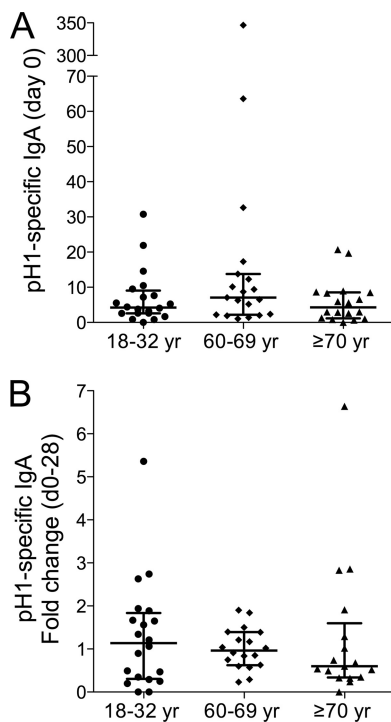 A
pH1-specific IgA (day 0)
350
300
70
60
50
40
30
20
10
0
18-32 yr 60-69 yr ≥70 yr
B
pH1-specific IgA
Fold change (d0-28)
7
6
5
4
3
2
1
0
18-32 yr 60-69 yr ≥70 yr